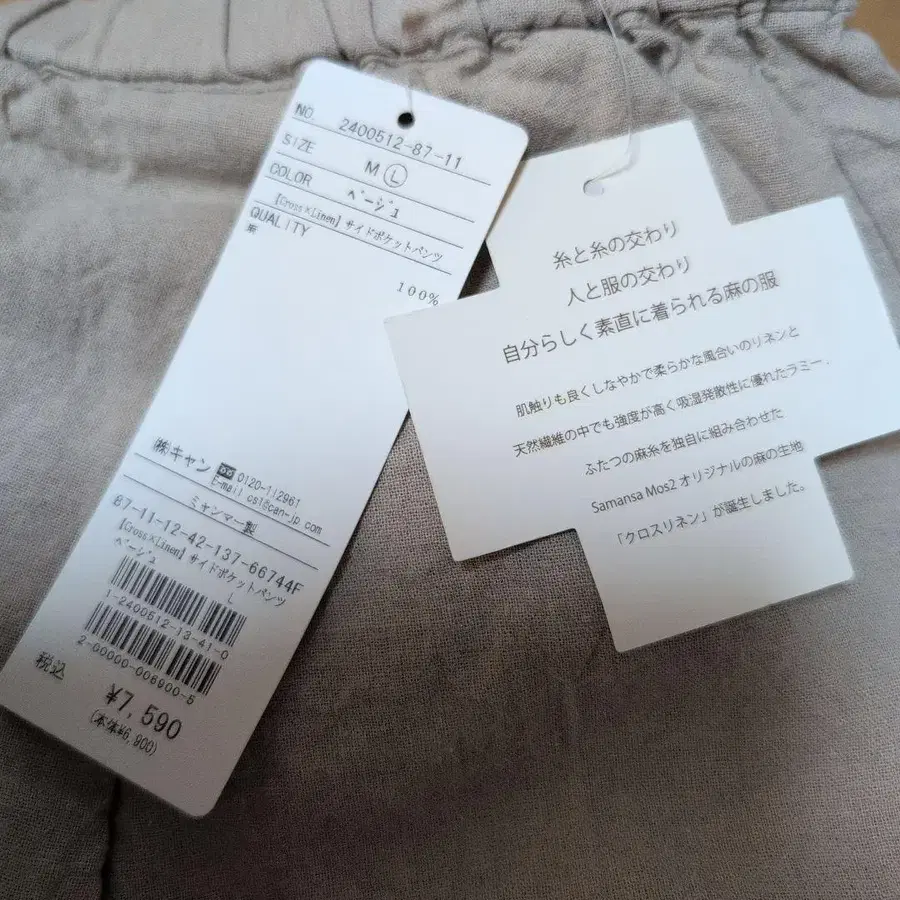 NO. 2400512-87-11
SIZE M Ⓛ
COLOR ベージュ
【Cross×Linen】サイドポケットパンツ
QUALITY
麻 100%
㈱キャン 0120-112961
E-mail cs1@can-jp.com
ミャンマー製
87-11-12-42-137-66744F
【Cross×Linen】サイドポケットパンツ
ベージュ L
1-2400512-13-41-0
2-00000-006900-5
税込 ¥7,590
(本体¥6,900)
糸と糸の交わり
人と服の交わり
自分らしく素直に着られる麻の服
肌触りも良くしなやかで柔らかな風合いのリネンと
天然繊維の中でも強度が高く吸湿発散性に優れたラミー.
ふたつの麻糸を独自に組み合わせた
Samansa Mos2 オリジナルの麻の生地
「クロスリネン」が誕生しました。